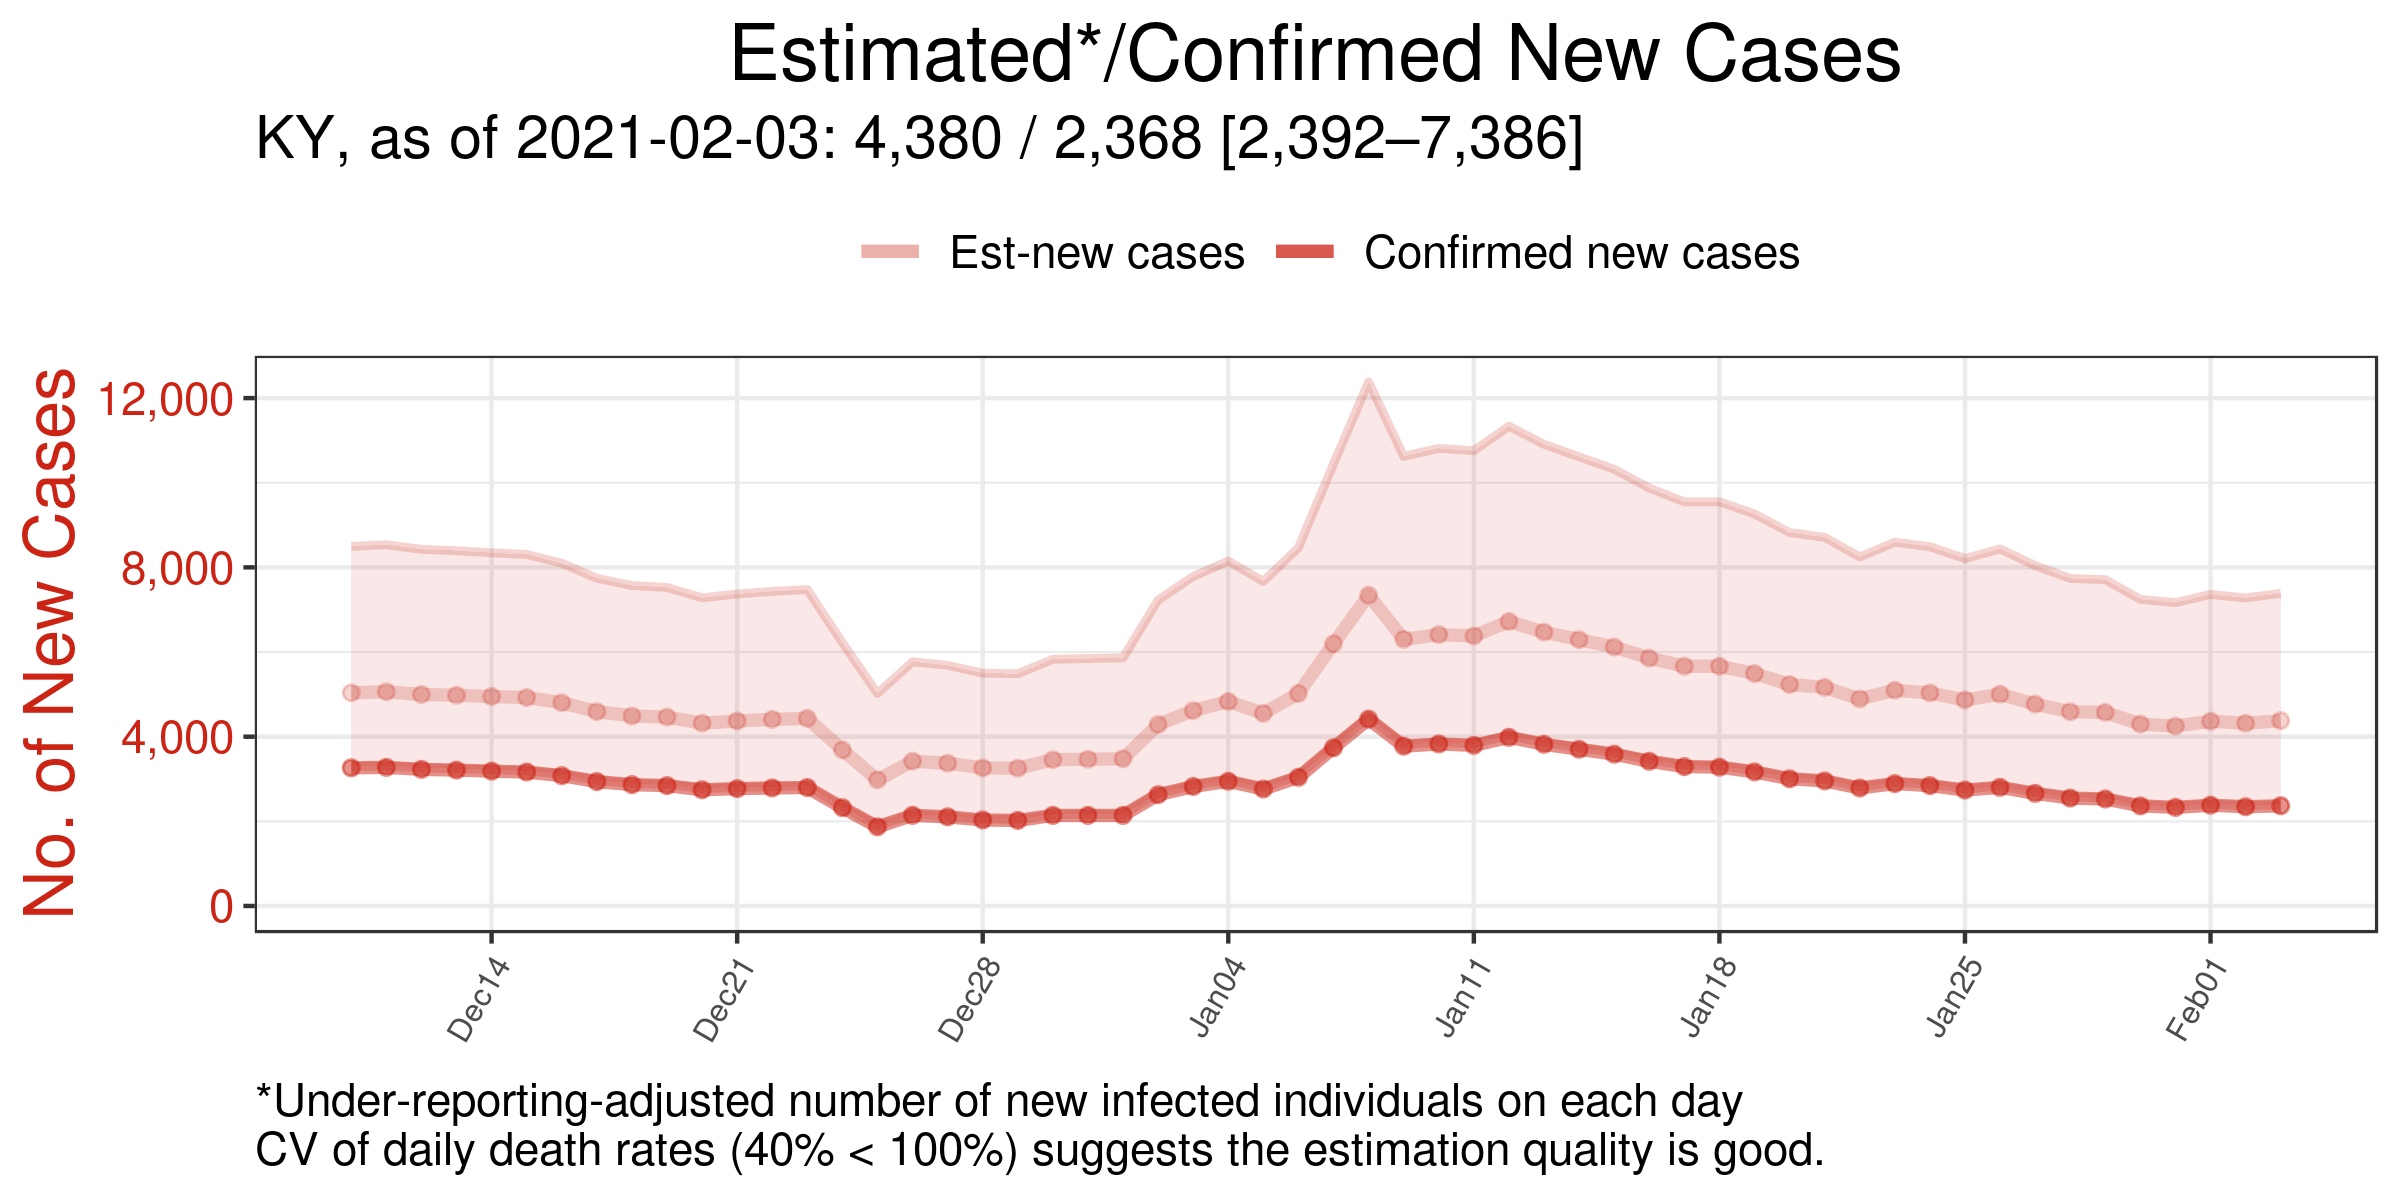 Estimated*/Confirmed New Cases
KY, as of 2021-02-03: 4,380 / 2,368 [2,392–7,386]
Est-new cases
Confirmed new cases
No. of New Cases
12,000
8,000
4,000
0
Dec14
Dec21
Dec28
Jan04
Jan11
Jan18
Jan25
Feb01
*Under-reporting-adjusted number of new infected individuals on each day
CV of daily death rates (40% < 100%) suggests the estimation quality is good.